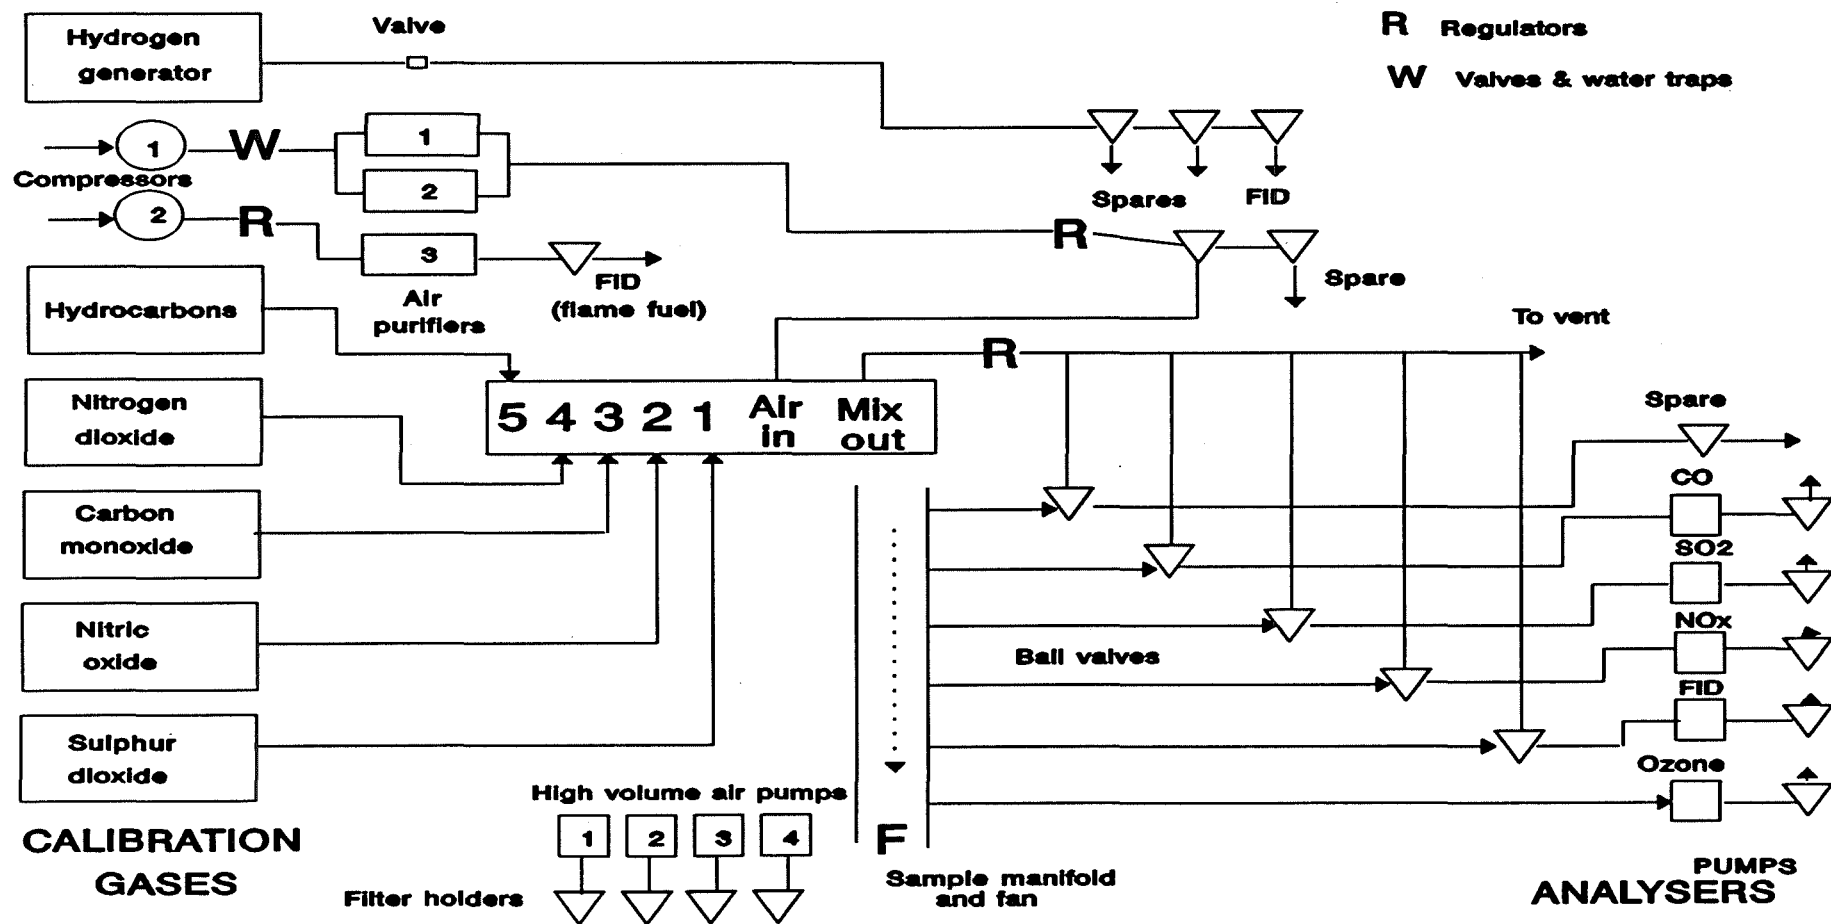 Hydrogen
generator
Valve
R Regulators
W Valves & water traps
1
W
1
2
Compressors
2
R
3
Spares
FID
R
Spare
FID
(flame fuel)
Air
purifiers
Hydrocarbons
To vent
R
Nitrogen
dioxide
5 4 3 2 1
Air
in
Mix
out
Spare
CO
Carbon
monoxide
SO2
Nitric
oxide
NOx
Ball valves
FID
Sulphur
dioxide
Ozone
High volume air pumps
1 2 3 4
F
CALIBRATION
GASES
Filter holders
Sample manifold
and fan
PUMPS
ANALYSERS